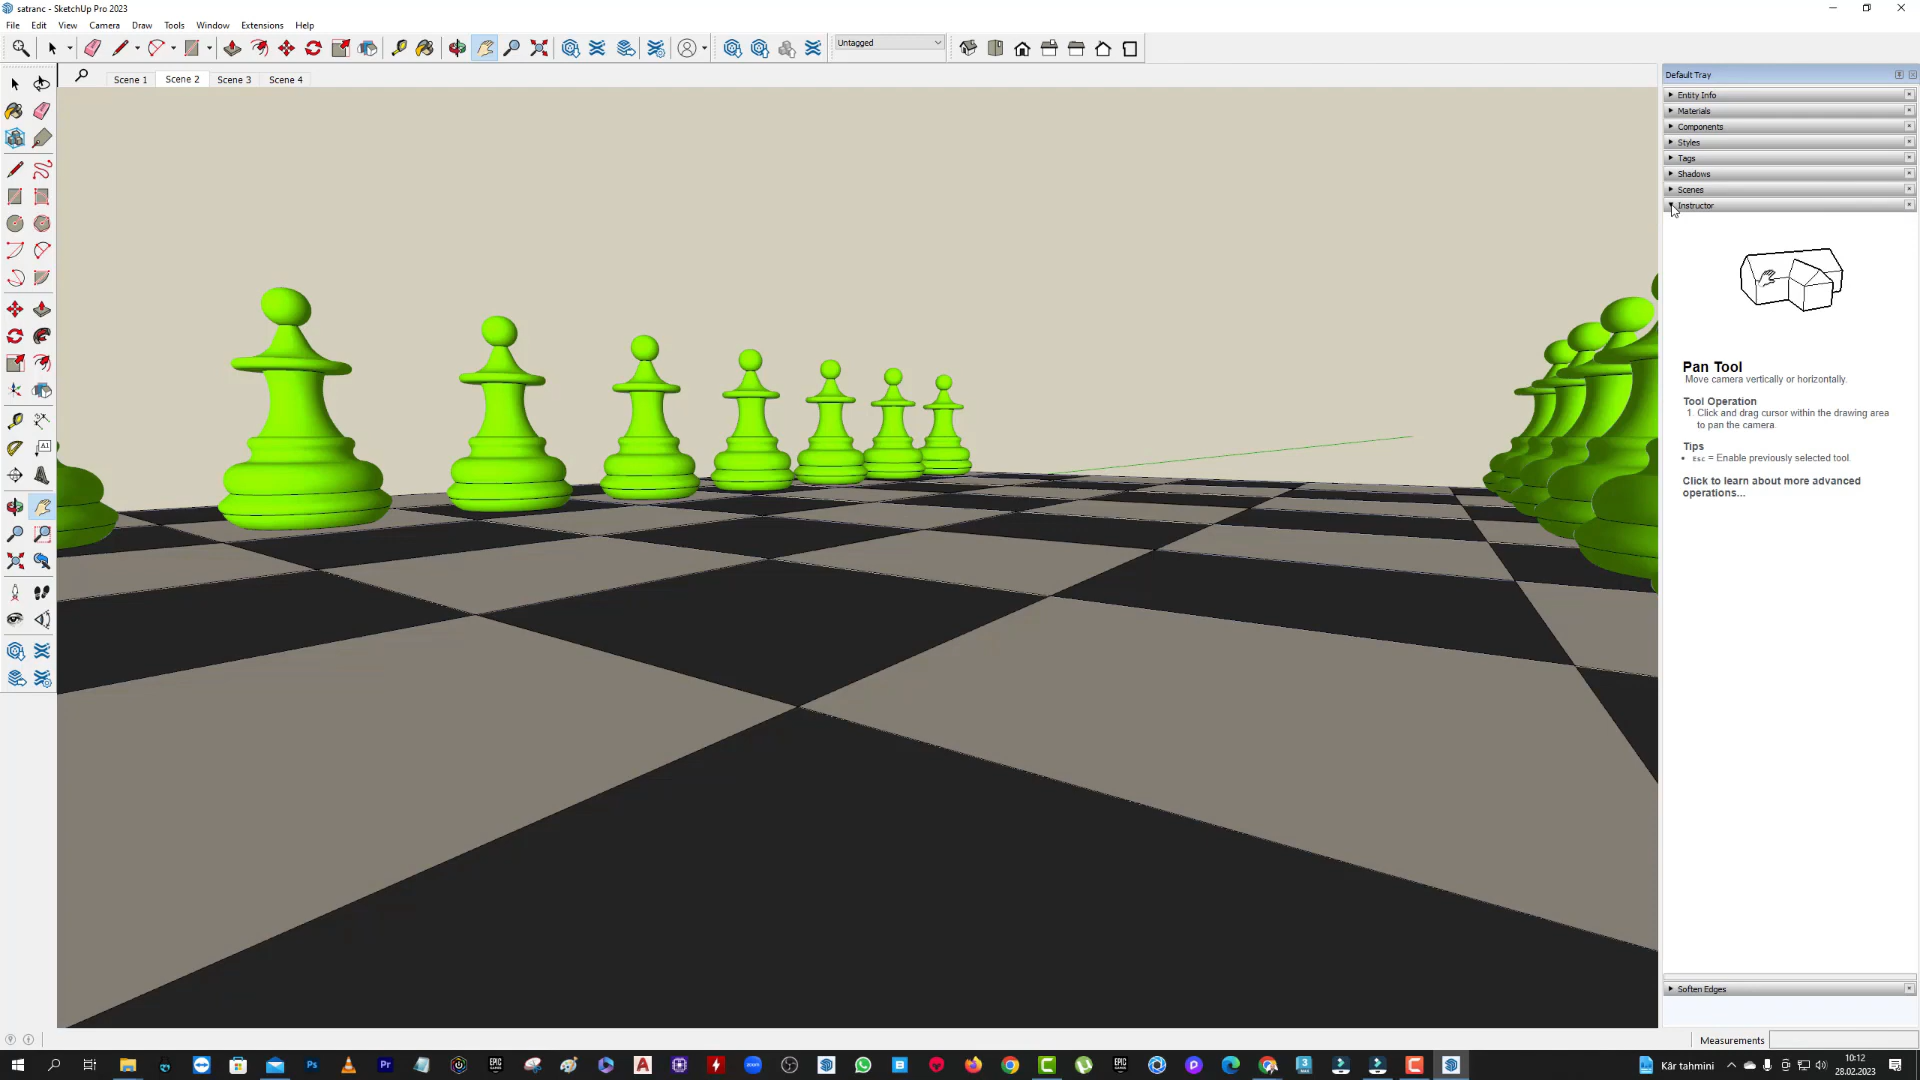 satranc - SketchUp Pro 2023
File Edit View Camera Draw Tools Window Extensions Help
Untagged
Scene 1 Scene 2 Scene 3 Scene 4
Default Tray
Entity Info
Materials
Components
Styles
Tags
Shadows
Scenes
Instructor
Pan Tool
Move camera vertically or horizontally.
Tool Operation
1. Click and drag cursor within the drawing area
to pan the camera.
Tips
• Esc = Enable previously selected tool.
Click to learn about more advanced
operations...
Soften Edges
Measurements
Kâr tahmini
10:12
28.02.2023